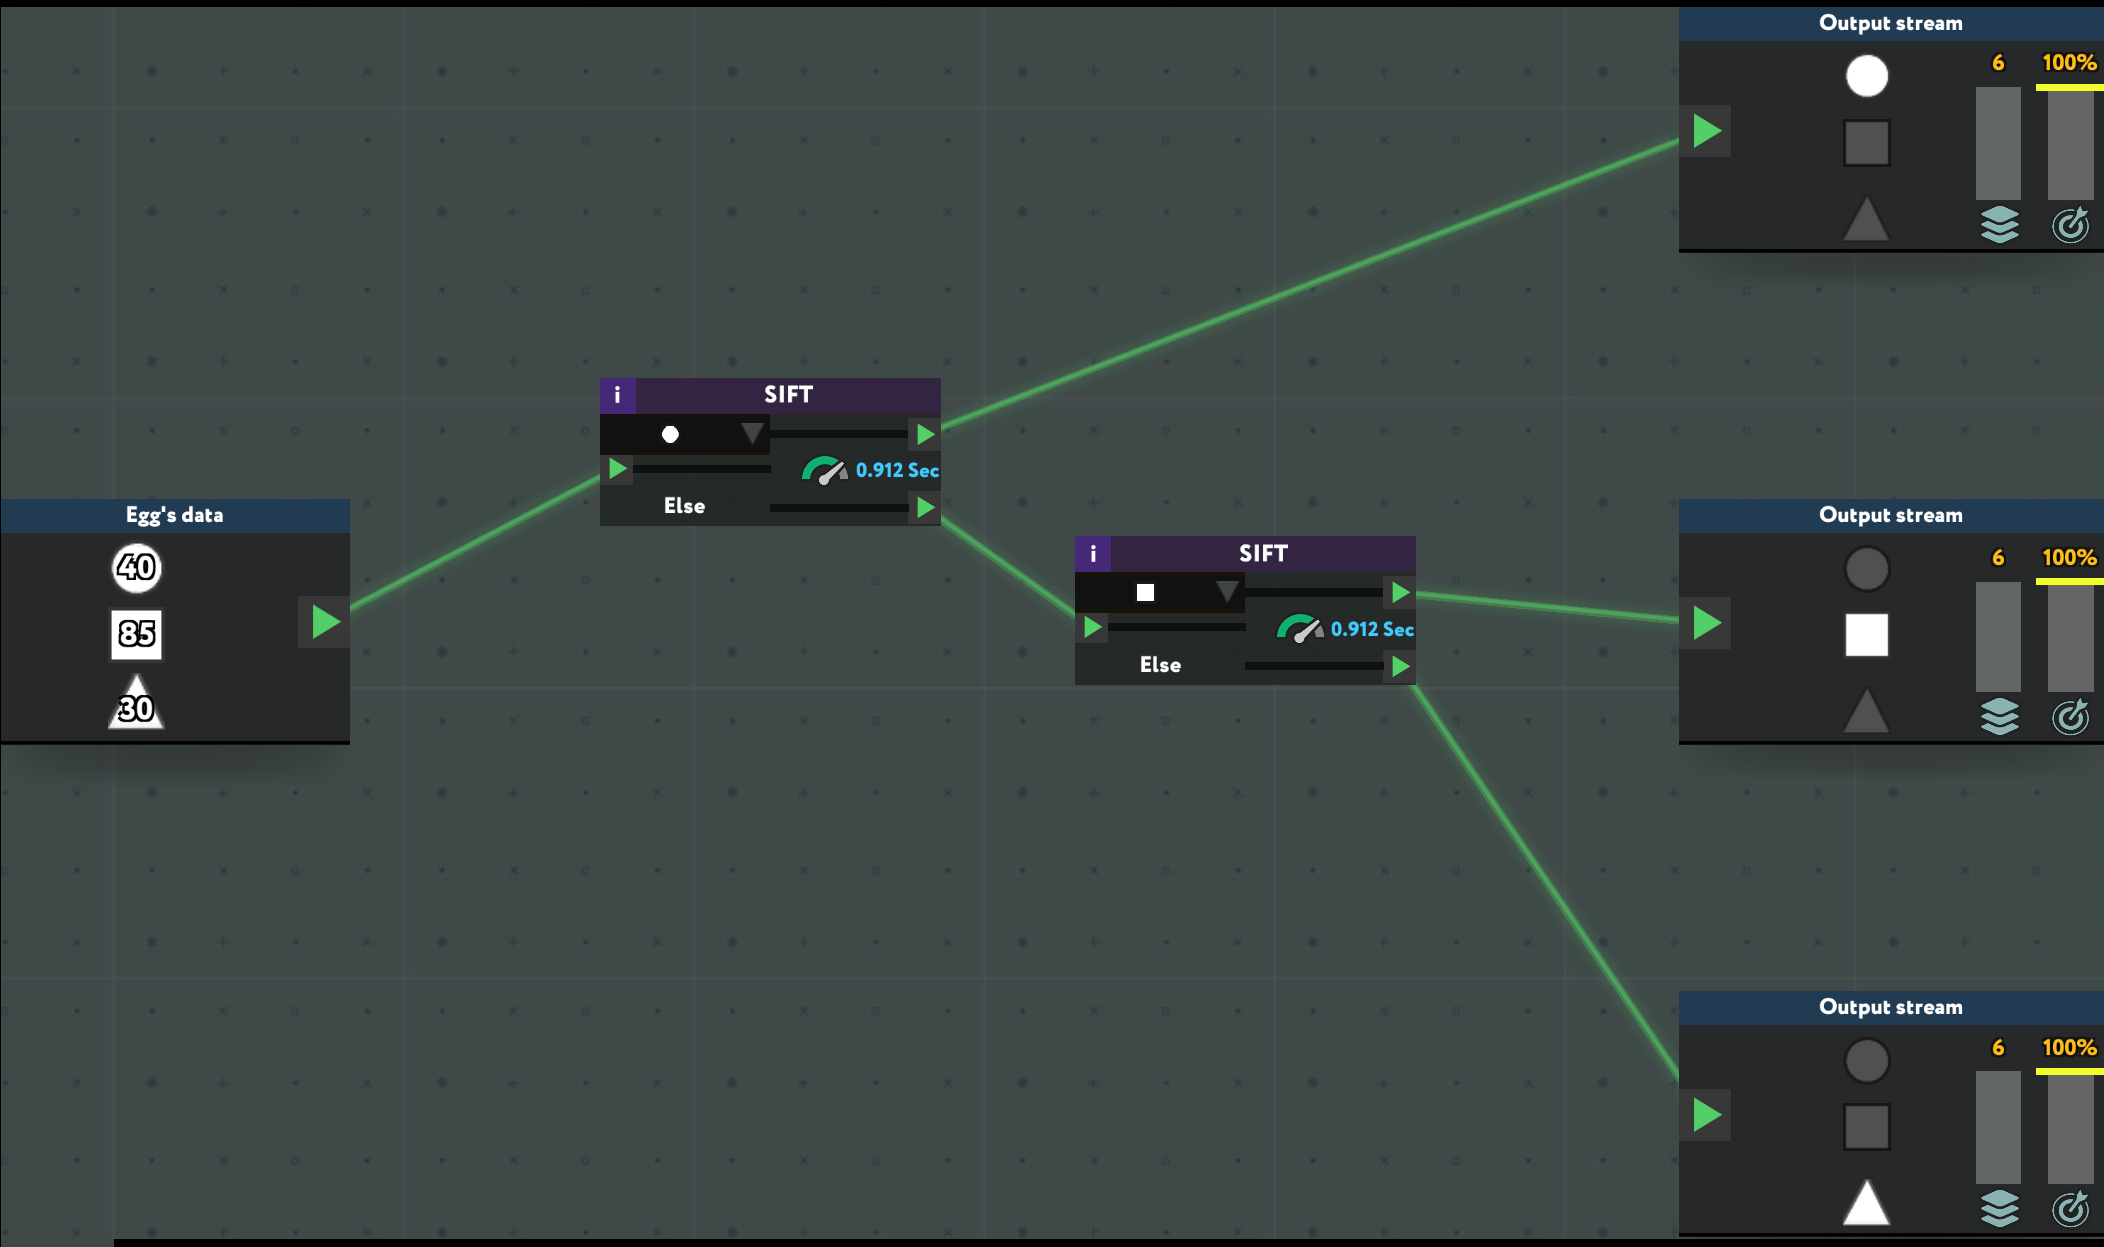 Output stream
6 100%
i SIFT
0.912 Sec
Else
Egg's data
40
85
30
i SIFT
0.912 Sec
Else
Output stream
6 100%
Output stream
6 100%